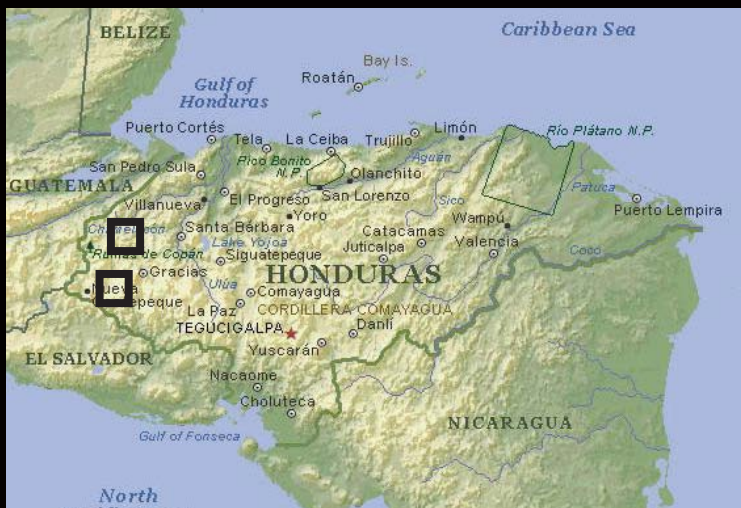 BELIZE
Caribbean Sea
Bay Is.
Roatán
Gulf of
Honduras
Puerto Cortés
Tela
La Ceiba
Trujillo
Limón
Río Plátano N.P.
San Pedro Sula
Pico Bonito
N.P.
Aguan
Olanchito
GUATEMALA
Villanueva
El Progreso
San Lorenzo
Sico
Patuca
Puerto Lempira
Yoro
Wampú
Santa Bárbara
Catacamas
Lake Yojoa
Juticalpa
Valencia
Ruinas de Copán
Siguatepeque
Coco
Gracias
HONDURAS
Nueva
Ulúa
Comayagua
La Paz
CORDILLERA COMAYAGUA
TEGUCIGALPA
Danlí
EL SALVADOR
Yuscarán
Nacaome
Choluteca
NICARAGUA
Gulf of Fonseca
North